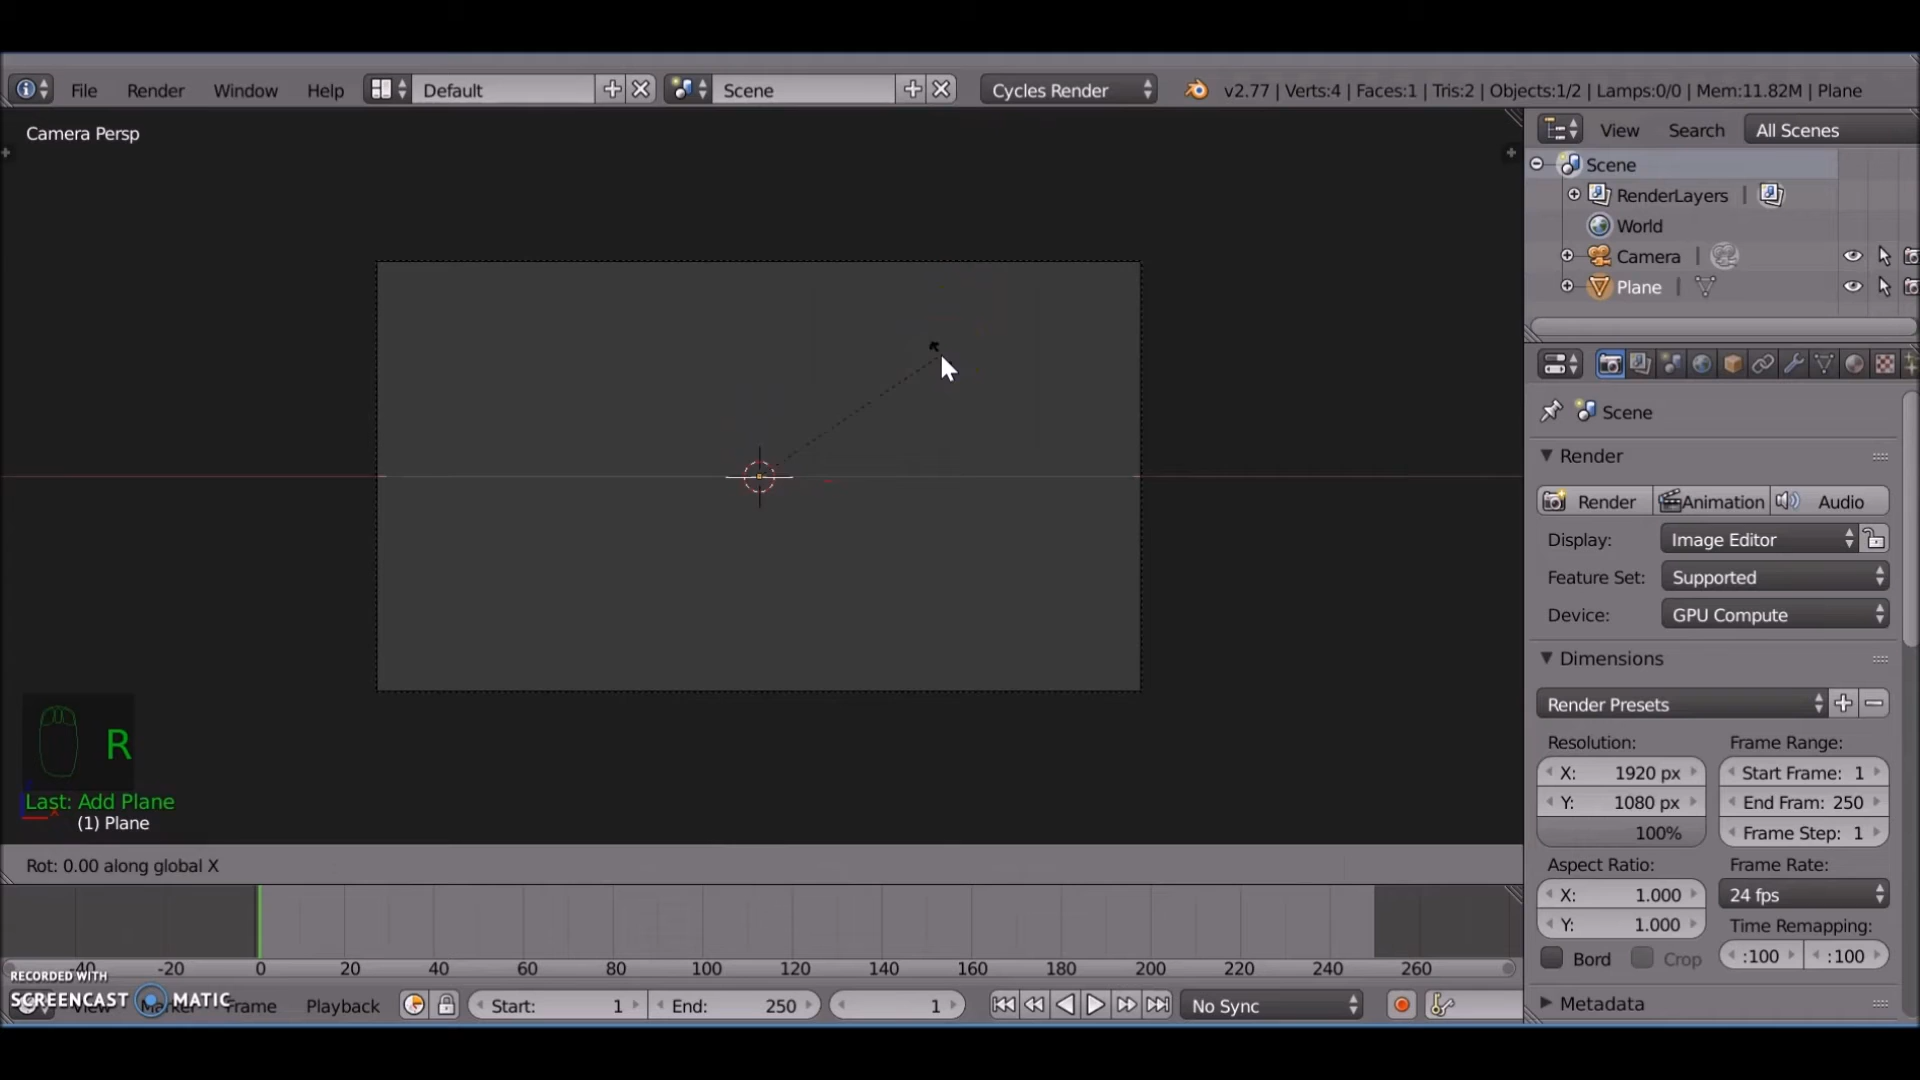 File Render Window Help Default Scene Cycles Render v2.77 | Verts:4 | Faces:1 | Tris:2 | Objects:1/2 | Lamps:0/0 | Mem:11.82M | Plane
Camera Persp
View Search All Scenes
Scene
RenderLayers
World
Camera
Plane
Scene
Render
Render Animation Audio
Display: Image Editor
Feature Set: Supported
Device: GPU Compute
Dimensions
Render Presets
Resolution: Frame Range:
X: 1920 px Start Frame: 1
Y: 1080 px End Fram: 250
100% Frame Step: 1
Aspect Ratio: Frame Rate:
X: 1.000 24 fps
Y: 1.000 Time Remapping:
Bord Crop :100 :100
Metadata
R
Last: Add Plane
(1) Plane
Rot: 0.00 along global X
-40 -20 0 20 40 60 80 100 120 140 160 180 200 220 240 260
RECORDED WITH
SCREENCAST MATIC
View Marker Frame Playback Start: 1 End: 250 1 No Sync